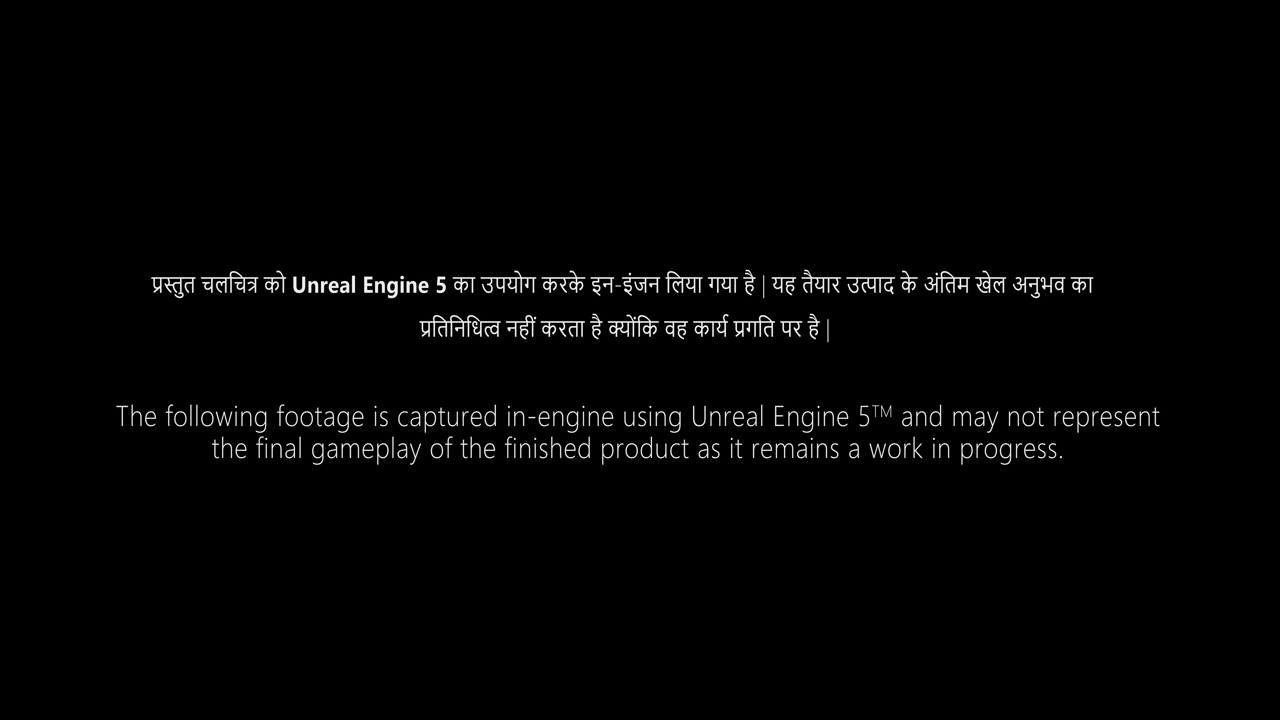 प्रस्तुत चलचित्र को Unreal Engine 5 का उपयोग करके इन-इंजन लिया गया है | यह तैयार उत्पाद के अंतिम खेल अनुभव का
प्रतिनिधित्व नहीं करता है क्योंकि वह कार्य प्रगति पर है |
The following footage is captured in-engine using Unreal Engine 5™ and may not represent
the final gameplay of the finished product as it remains a work in progress.